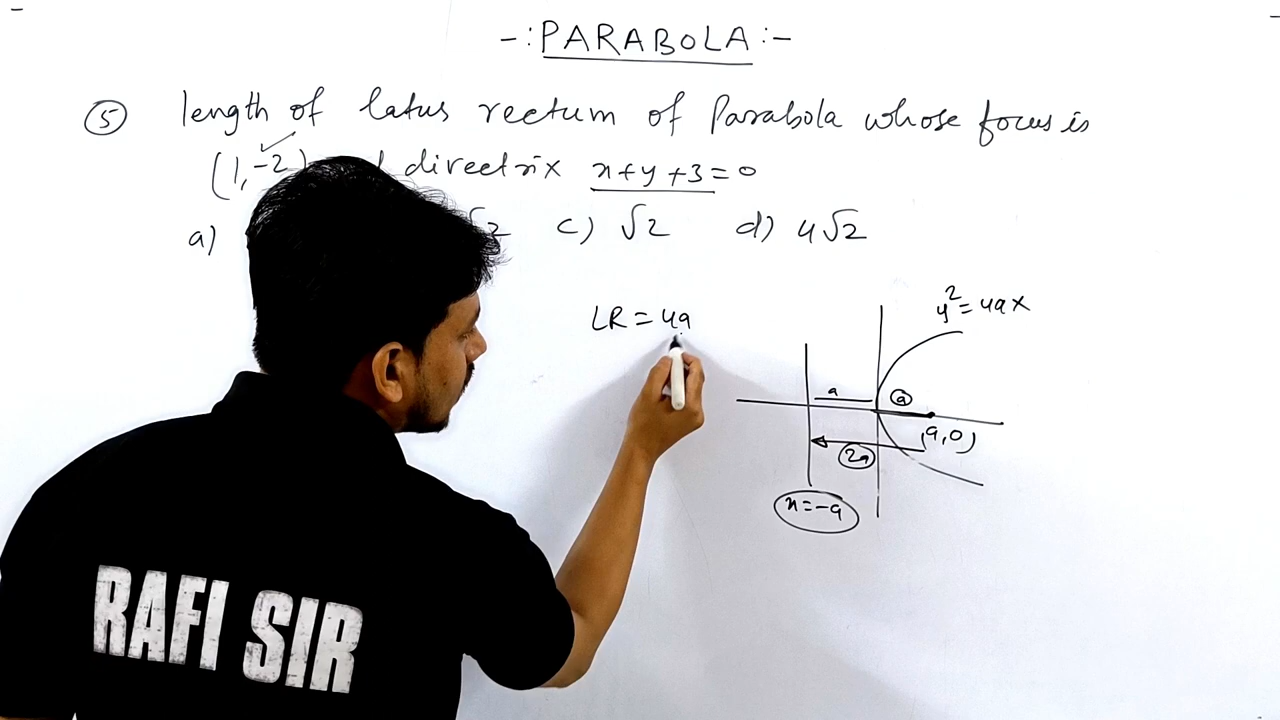 -: PARABOLA :-
⑤ length of latus rectum of Parabola whose focus is
(1, -2) directrix x+y+3=0
a) √2 c) √2 d) 4√2
LR = 4a
y² = 4ax
a
a
(a,0)
2a
x=-a
RAFI SIR